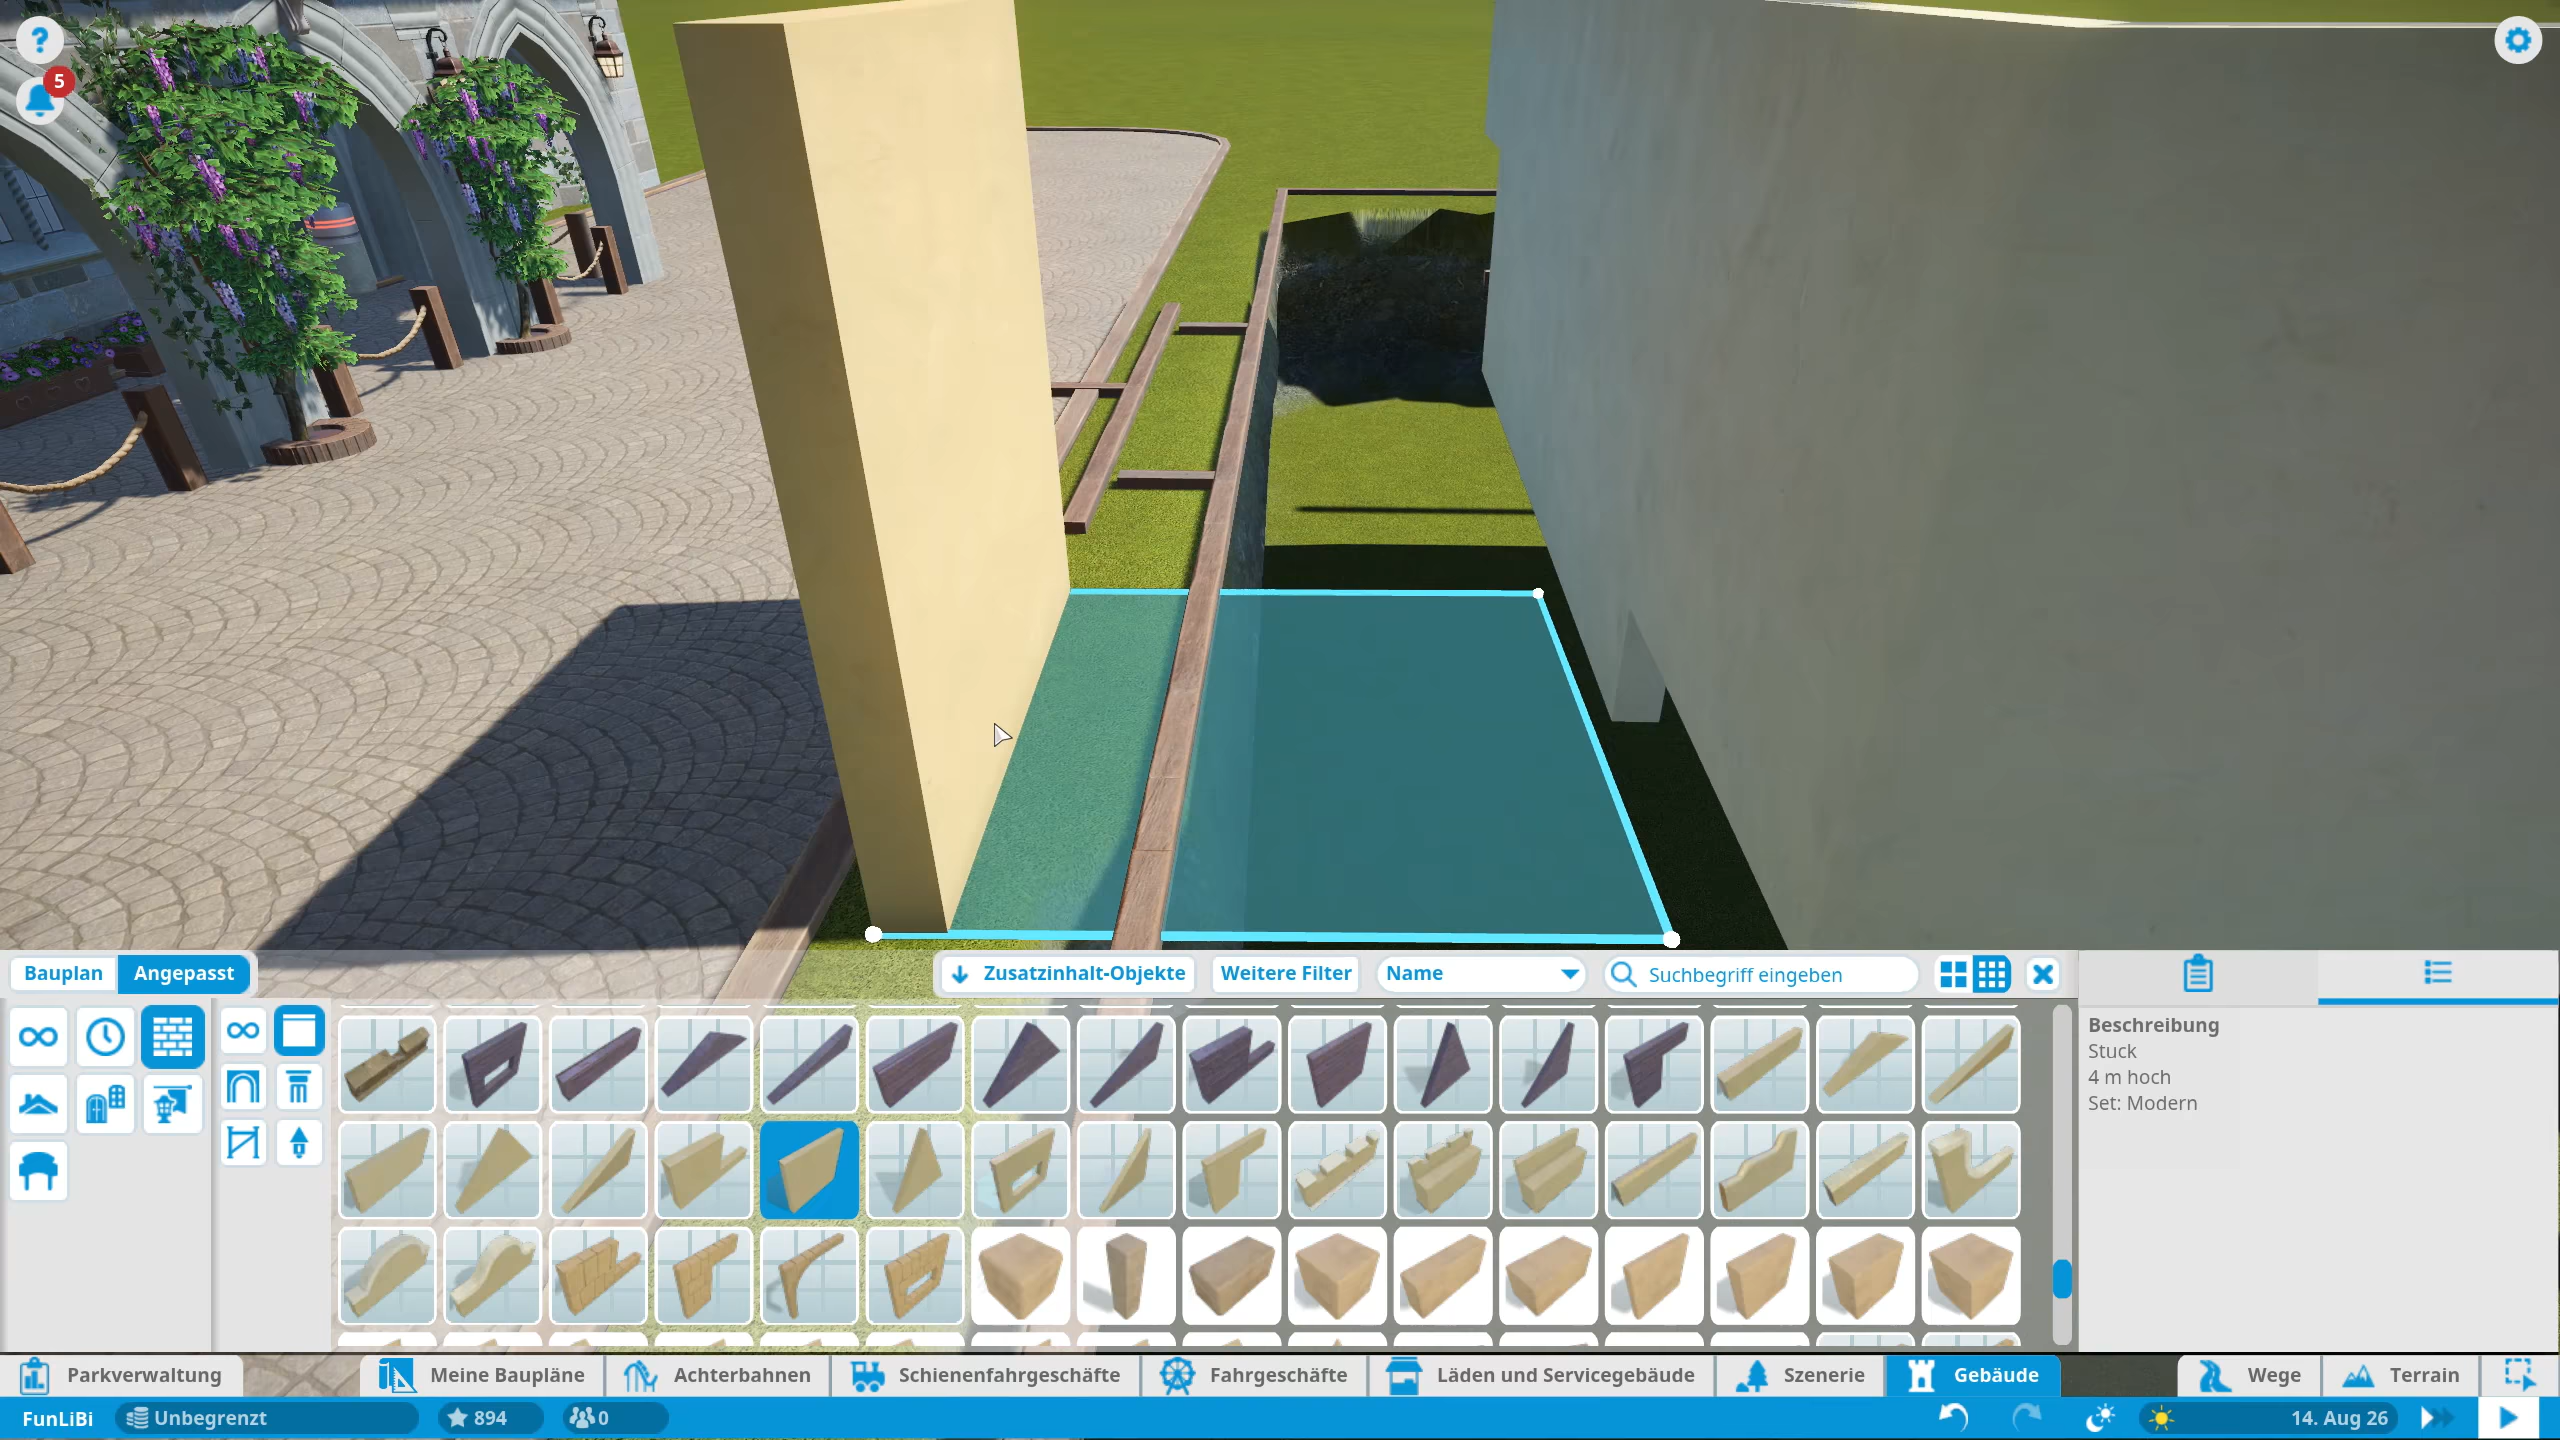 ?
5
Bauplan
Angepasst
Zusatzinhalt-Objekte
Weitere Filter
Name
Suchbegriff eingeben
Beschreibung
Stuck
4 m hoch
Set: Modern
Parkverwaltung
Meine Baupläne
Achterbahnen
Schienenfahrgeschäfte
Fahrgeschäfte
Läden und Servicegebäude
Szenerie
Gebäude
Wege
Terrain
FunLiBi
Unbegrenzt
894
0
14. Aug 26